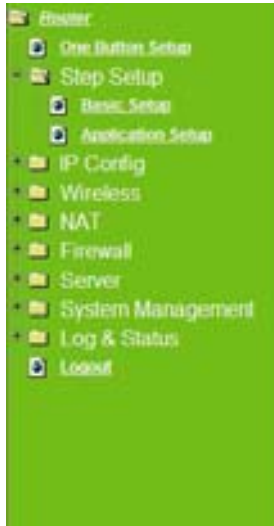 Router
One Button Setup
Step Setup
Basic Setup
Application Setup
IP Config
Wireless
NAT
Firewall
Server
System Management
Log & Status
Logout